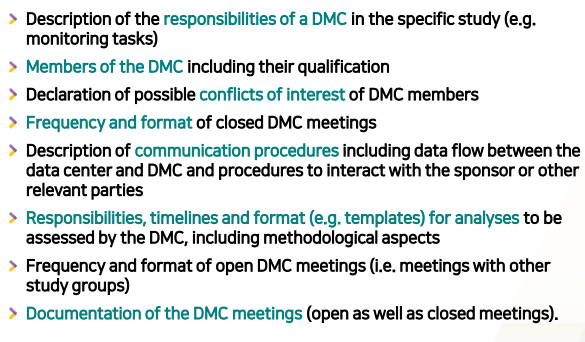 Description of the responsibilities of a DMC in the specific study (e.g.
monitoring tasks)
Members of the DMC including their qualification
Declaration of possible conflicts of interest of DMC members
Frequency and format of closed DMC meetings
Description of communication procedures including data flow between the
data center and DMC and procedures to interact with the sponsor or other
relevant parties
Responsibilities, timelines and format (e.g. templates) for analyses to be
assessed by the DMC, including methodological aspects
Frequency and format of open DMC meetings (i.e. meetings with other
study groups)
Documentation of the DMC meetings (open as well as closed meetings).